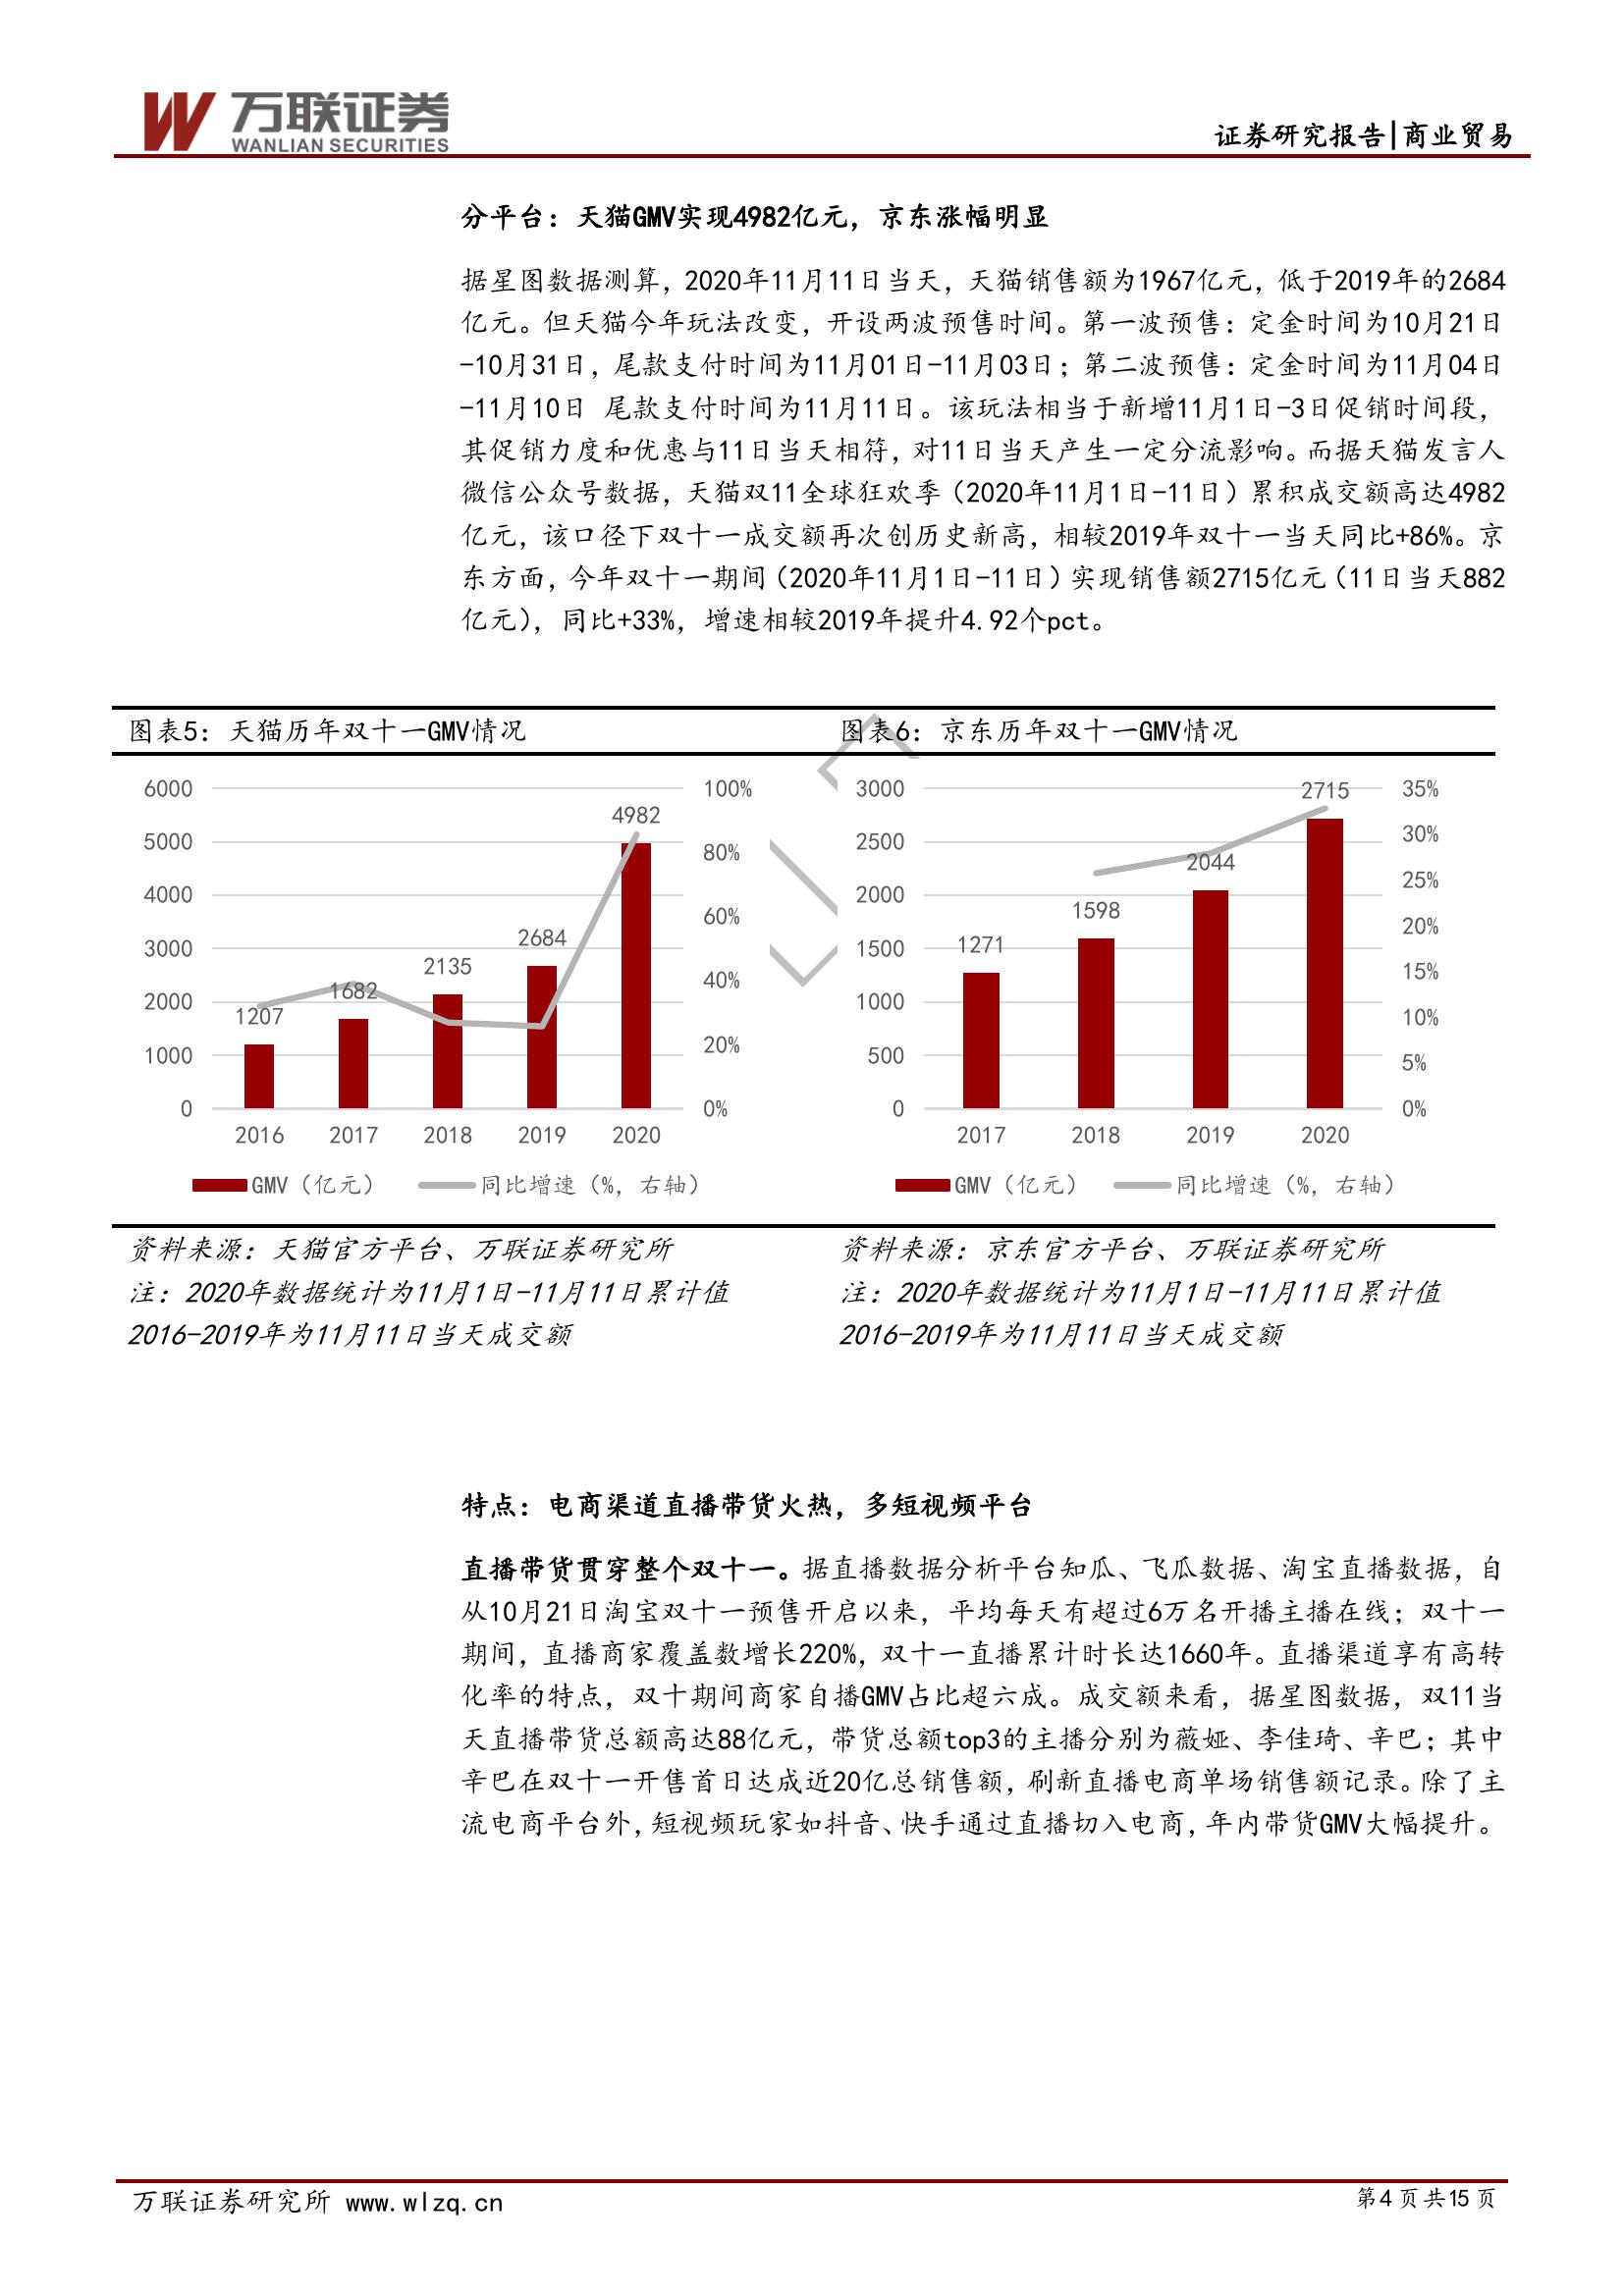 万联证券
WANLIAN SECURITIES
证券研究报告|商业贸易
分平台：天猫GMV实现4982亿元，京东涨幅明显
据星图数据测算，2020年11月11日当天，天猫销售额为1967亿元，低于2019年的2684
亿元。但天猫今年玩法改变，开设两波预售时间。第一波预售：定金时间为10月21日
-10月31日，尾款支付时间为11月01日-11月03日；第二波预售：定金时间为11月04日
-11月10日 尾款支付时间为11月11日。该玩法相当于新增11月1日-3日促销时间段，
其促销力度和优惠与11日当天相符，对11日当天产生一定分流影响。而据天猫发言人
微信公众号数据，天猫双11全球狂欢季（2020年11月1日-11日）累积成交额高达4982
亿元，该口径下双十一成交额再次创历史新高，相较2019年双十一当天同比+86%。京
东方面，今年双十一期间（2020年11月1日-11日）实现销售额2715亿元（11日当天882
亿元），同比+33%，增速相较2019年提升4.92个pct。
图表5：天猫历年双十一GMV情况
6000
5000
4000
3000
2000
1000
0
100%
80%
60%
40%
20%
0%
1207
1682
2135
2684
4982
2016 2017 2018 2019 2020
GMV（亿元） 同比增速（%，右轴）
资料来源：天猫官方平台、万联证券研究所
注：2020年数据统计为11月1日-11月11日累计值
2016-2019年为11月11日当天成交额
图表6：京东历年双十一GMV情况
3000
2500
2000
1500
1000
500
0
35%
30%
25%
20%
15%
10%
5%
0%
1271
1598
2044
2715
2017 2018 2019 2020
GMV（亿元） 同比增速（%，右轴）
资料来源：京东官方平台、万联证券研究所
注：2020年数据统计为11月1日-11月11日累计值
2016-2019年为11月11日当天成交额
特点：电商渠道直播带货火热，多短视频平台
直播带货贯穿整个双十一。据直播数据分析平台知瓜、飞瓜数据、淘宝直播数据，自
从10月21日淘宝双十一预售开启以来，平均每天有超过6万名开播主播在线；双十一
期间，直播商家覆盖数增长220%，双十一直播累计时长达1660年。直播渠道享有高转
化率的特点，双十期间商家自播GMV占比超六成。成交额来看，据星图数据，双11当
天直播带货总额高达88亿元，带货总额top3的主播分别为薇娅、李佳琦、辛巴；其中
辛巴在双十一开售首日达成近20亿总销售额，刷新直播电商单场销售额记录。除了主
流电商平台外，短视频玩家如抖音、快手通过直播切入电商，年内带货GMV大幅提升。
万联证券研究所 www.wlzq.cn
第4页共15页